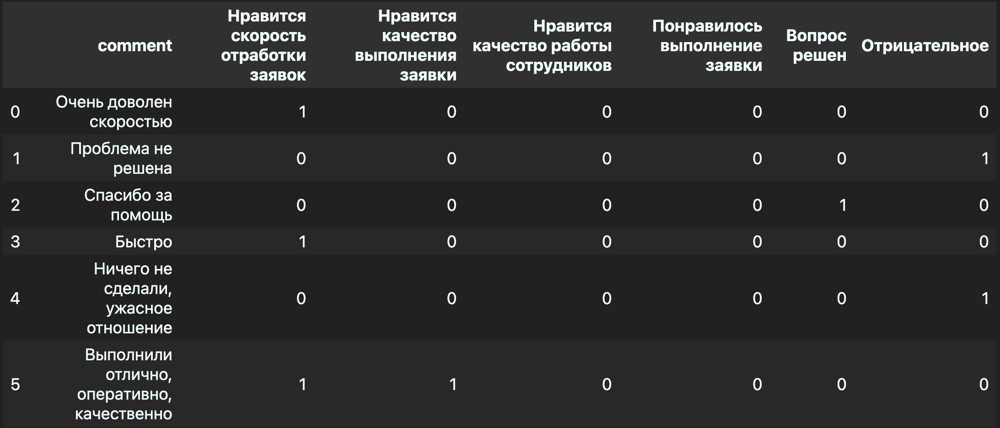 comment
Нравится
скорость
отработки
заявок
Нравится
качество
выполнения
заявки
Нравится
качество работы
сотрудников
Понравилось
выполнение
заявки
Вопрос
решен
Отрицательное
0
Очень доволен
скоростью
1 0 0 0 0 0
1
Проблема не
решена
0 0 0 0 0 1
2
Спасибо за
помощь
0 0 0 0 1 0
3 Быстро 1 0 0 0 0 0
4
Ничего не
сделали,
ужасное
отношение
0 0 0 0 0 1
5
Выполнили
отлично,
оперативно,
качественно
1 1 0 0 0 0